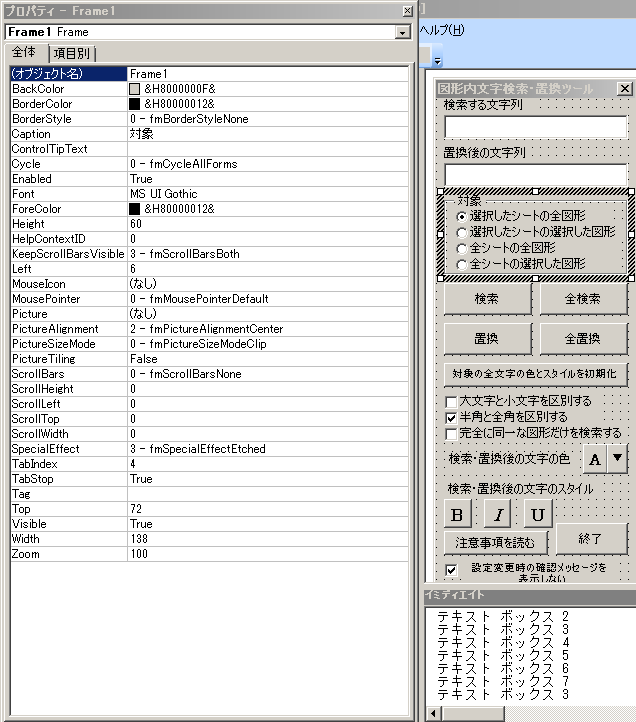 プロパティ - Frame1
Frame1 Frame
全体 項目別
(オブジェクト名) Frame1
BackColor &H8000000F&
BorderColor &H80000012&
BorderStyle 0 - fmBorderStyleNone
Caption 対象
ControlTipText
Cycle 0 - fmCycleAllForms
Enabled True
Font MS UI Gothic
ForeColor &H80000012&
Height 60
HelpContextID 0
KeepScrollBarsVisible 3 - fmScrollBarsBoth
Left 6
MouseIcon (なし)
MousePointer 0 - fmMousePointerDefault
Picture (なし)
PictureAlignment 2 - fmPictureAlignmentCenter
PictureSizeMode 0 - fmPictureSizeModeClip
PictureTiling False
ScrollBars 0 - fmScrollBarsNone
ScrollHeight 0
ScrollLeft 0
ScrollTop 0
ScrollWidth 0
SpecialEffect 3 - fmSpecialEffectEtched
TabIndex 4
TabStop True
Tag
Top 72
Visible True
Width 138
Zoom 100
]
ヘルプ(H)
図形内文字検索・置換ツール
検索する文字列
置換後の文字列
対象
選択したシートの全図形
選択したシートの選択した図形
全シートの全図形
全シートの選択した図形
検索 全検索
置換 全置換
対象の全文字の色とスタイルを初期化
大文字と小文字を区別する
半角と全角を区別する
完全に同一な図形だけを検索する
検索・置換後の文字の色 A
検索・置換後の文字のスタイル
B I U
注意事項を読む 終了
設定変更時の確認メッセージを
表示しない
イミディエイト
テキスト ボックス 2
テキスト ボックス 3
テキスト ボックス 4
テキスト ボックス 5
テキスト ボックス 6
テキスト ボックス 7
テキスト ボックス 3